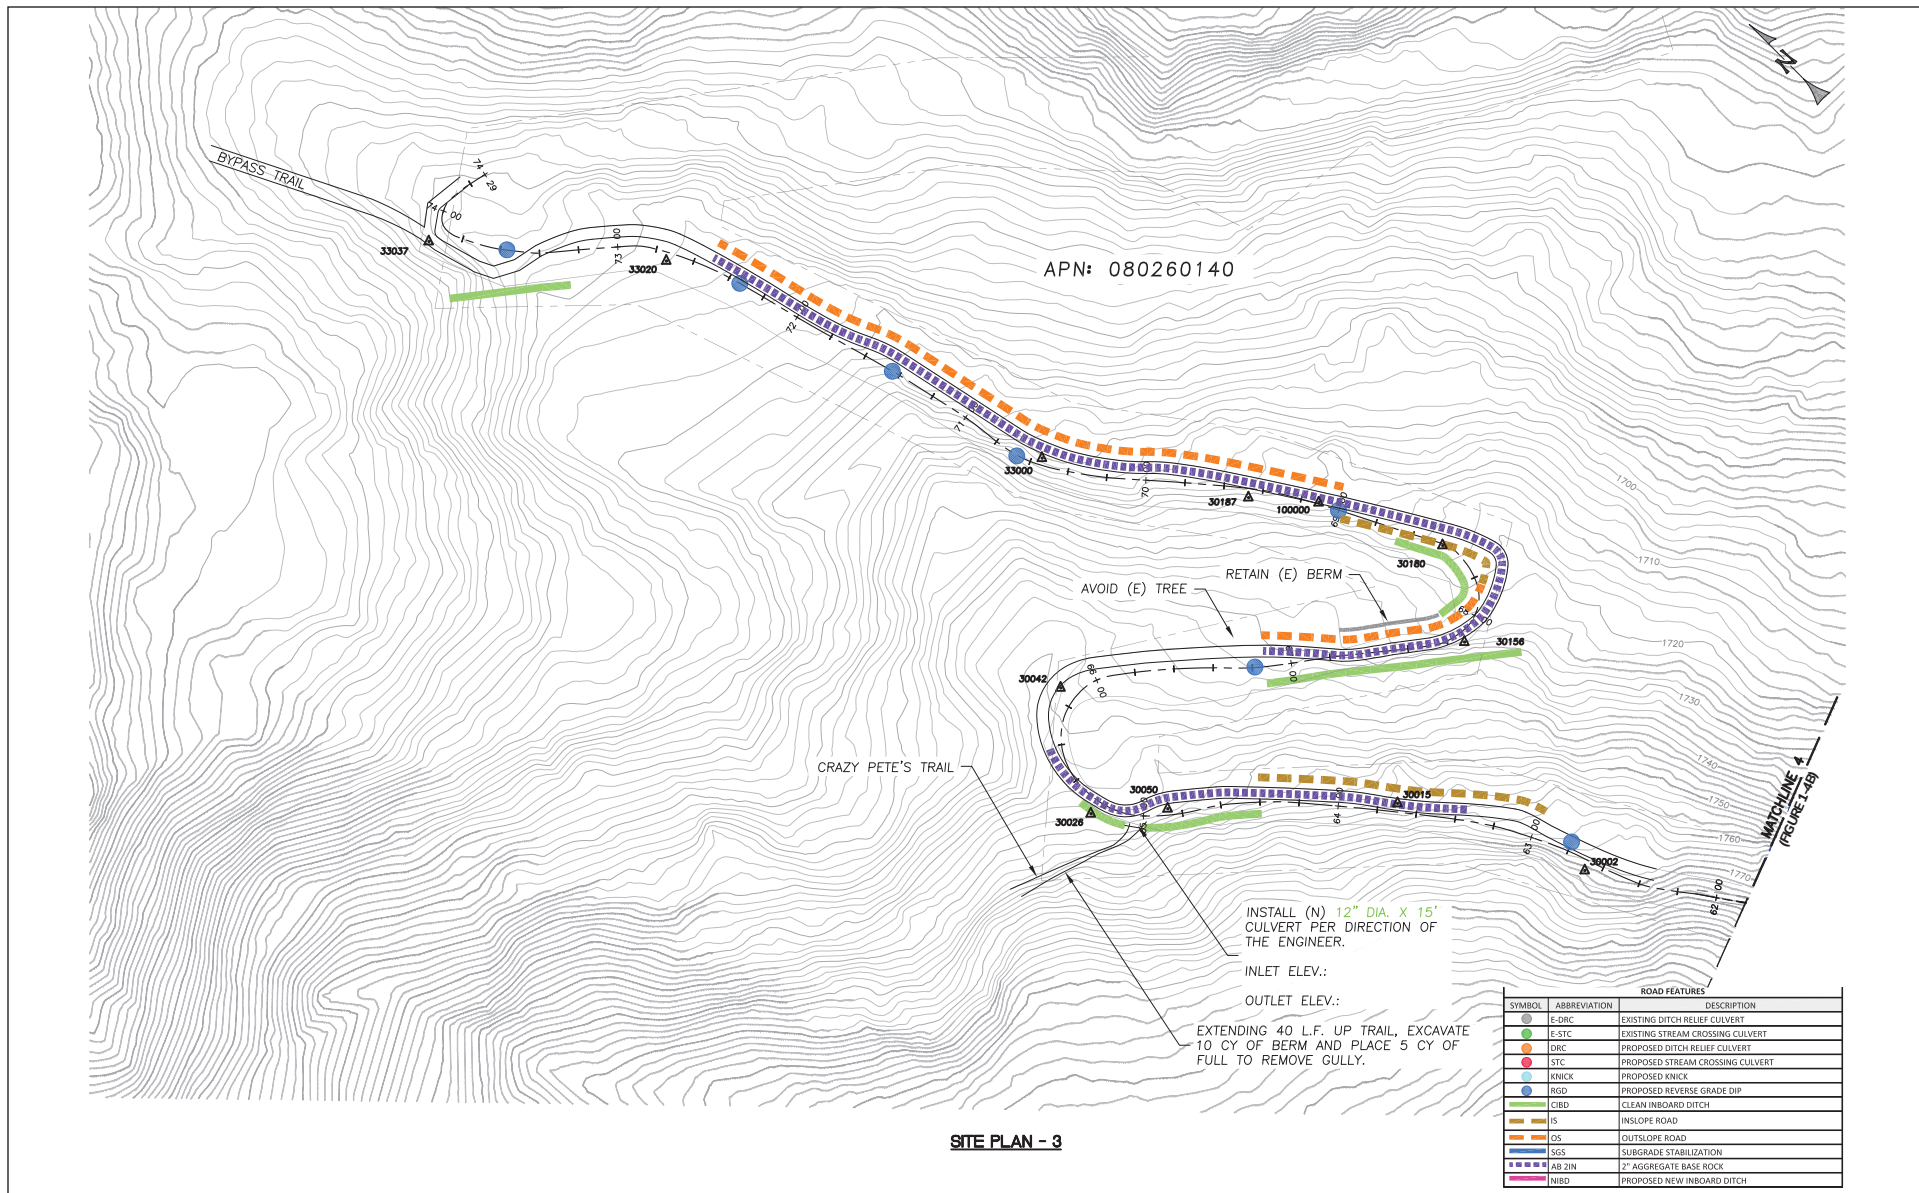 N
BYPASS TRAIL
74
29
74 00
33037
33020
73 00
APN: 080260140
72
71
33000
70 00
30187
100000
69
30180
RETAIN (E) BERM
AVOID (E) TREE
68
30156
00
30042
66 00
1700
1710
1720
1730
1740
1750
1760
1770
MATCHLINE 4
(FIGURE 1-4B)
CRAZY PETE'S TRAIL
30050
30026
65
64
30015
63 00
30002
62+00
INSTALL (N) 12" DIA. X 15'
CULVERT PER DIRECTION OF
THE ENGINEER.
INLET ELEV.:
OUTLET ELEV.:
EXTENDING 40 L.F. UP TRAIL, EXCAVATE
10 CY OF BERM AND PLACE 5 CY OF
FULL TO REMOVE GULLY.
ROAD FEATURES
SYMBOL ABBREVIATION DESCRIPTION
E-DRC EXISTING DITCH RELIEF CULVERT
E-STC EXISTING STREAM CROSSING CULVERT
DRC PROPOSED DITCH RELIEF CULVERT
STC PROPOSED STREAM CROSSING CULVERT
KNICK PROPOSED KNICK
RGD PROPOSED REVERSE GRADE DIP
CIBD CLEAN INBOARD DITCH
IS INSLOPE ROAD
OS OUTSLOPE ROAD
SGS SUBGRADE STABILIZATION
AB 2IN 2" AGGREGATE BASE ROCK
NIBD PROPOSED NEW INBOARD DITCH
SITE PLAN - 3